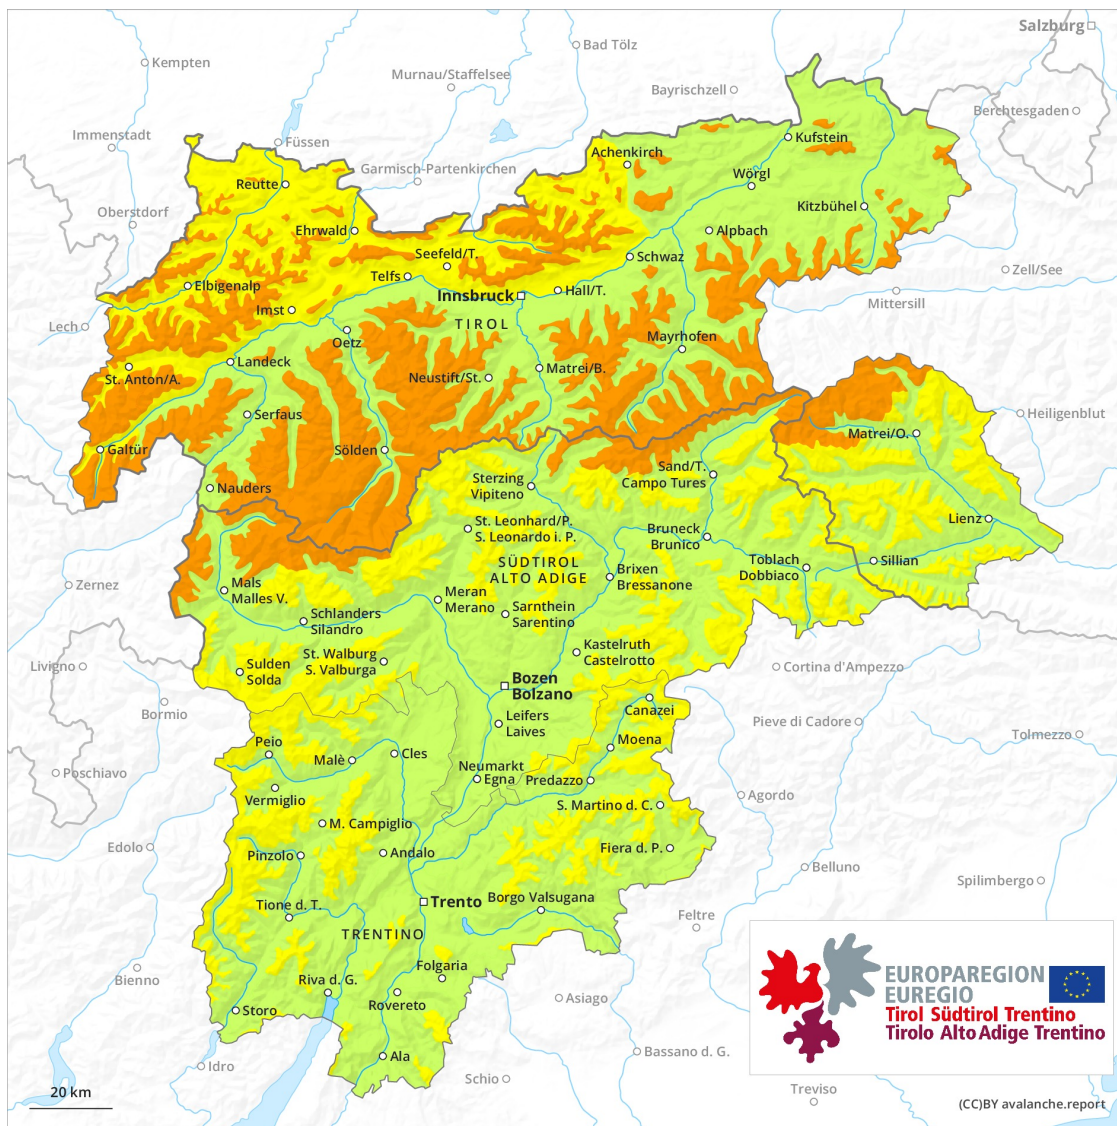 Salzburg
Bad Tölz
Kempten
Murnau/Staffelsee
Bayrischzell
Berchtesgaden
Immenstadt
Füssen
Kufstein
Garmisch-Partenkirchen
Achenkirch
Wörgl
Reutte
Oberstdorf
Kitzbühel
Ehrwald
Alpbach
Seefeld/T.
Schwaz
Telfs
Zell/See
Elbigenalp
Innsbruck
Hall/T.
Mittersill
Imst
Lech
TIROL
Oetz
Mayrhofen
Landeck
Matrei/B.
St. Anton/A.
Neustift/St.
Serfaus
Heiligenblut
Matrei/O.
Galtür
Sölden
Sand/T.
Campo Tures
Sterzing
Vipiteno
Nauders
Lienz
St. Leonhard/P.
S. Leonardo i. P.
Bruneck
Brunico
SÜDTIROL
ALTO ADIGE
Toblach
Dobbiaco
Sillian
Brixen
Bressanone
Zernez
Mals
Malles V.
Meran
Merano
Sarnthein
Sarentino
Schlanders
Silandro
Kastelruth
Castelrotto
St. Walburg
S. Valburga
Livigno
Sulden
Solda
Cortina d'Ampezzo
Bozen
Bolzano
Bormio
Canazei
Leifers
Laives
Pieve di Cadore
Tolmezzo
Peio
Moena
Cles
Malè
Poschiavo
Neumarkt
Egna
Predazzo
Vermiglio
Agordo
S. Martino d. C.
M. Campiglio
Edolo
Pinzolo
Andalo
Fiera d. P.
Belluno
Spilimbergo
Borgo Valsugana
Trento
Tione d. T.
Feltre
TRENTINO
Folgaria
Bienno
Riva d. G.
Rovereto
Asiago
Storo
EUROPAREGION
EUREGIO
Tirol Südtirol Trentino
Tirolo Alto Adige Trentino
Ala
Bassano d. G.
Idro
Schio
Treviso
20 km
(CC)BY avalanche.report